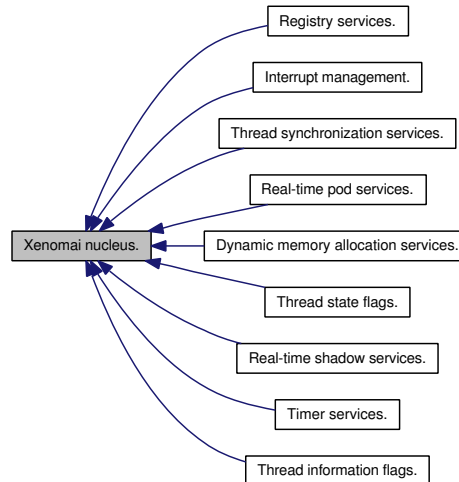 Registry services.
Interrupt management.
Thread synchronization services.
Real-time pod services.
Xenomai nucleus.
Dynamic memory allocation services.
Thread state flags.
Real-time shadow services.
Timer services.
Thread information flags.